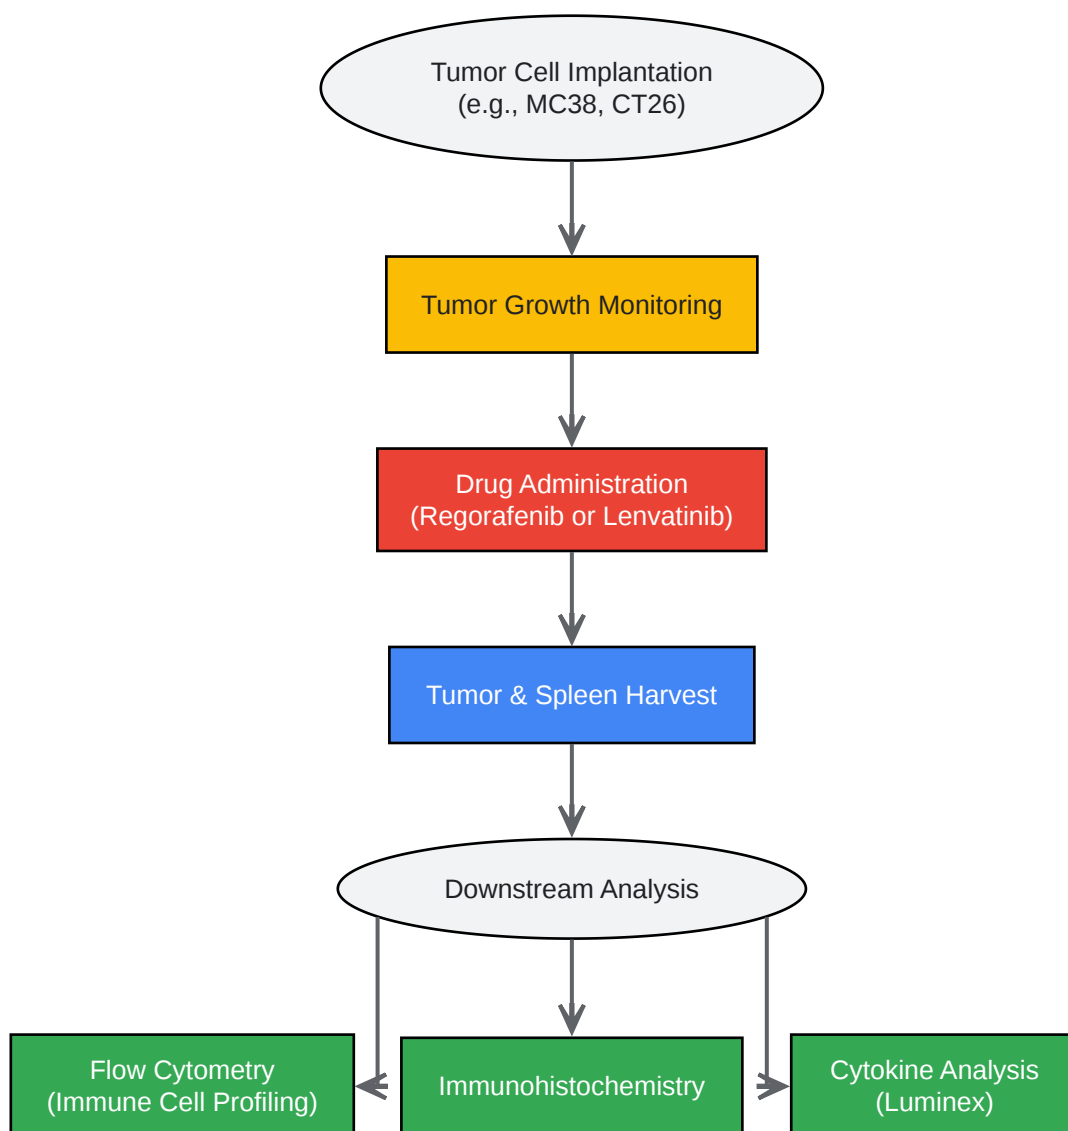 Tumor Cell Implantation
(e.g., MC38, CT26)
Tumor Growth Monitoring
Drug Administration
(Regorafenib or Lenvatinib)
Tumor & Spleen Harvest
Downstream Analysis
Flow Cytometry
(Immune Cell Profiling)
Immunohistochemistry
Cytokine Analysis
(Luminex)